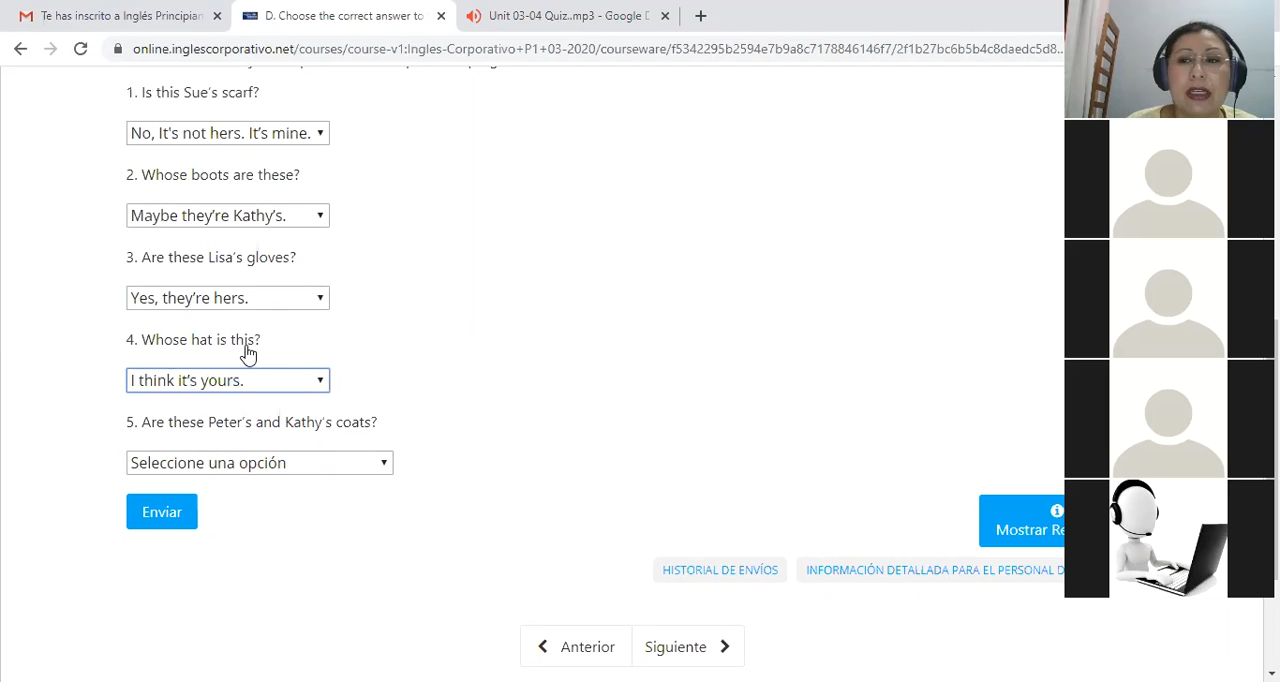 Te has inscrito a Inglés Principian
D. Choose the correct answer to
Unit 03-04 Quiz..mp3 - Google D
online.inglescorporativo.net/courses/course-v1:Ingles-Corporativo+P1+03-2020/courseware/f5342295b2594e7b9a8c7178846146f7/2f1b27bc6b5b4c8daedc5d8...
1. Is this Sue's scarf?
No, It's not hers. It's mine.
2. Whose boots are these?
Maybe they're Kathy's.
3. Are these Lisa's gloves?
Yes, they're hers.
4. Whose hat is this?
I think it's yours.
5. Are these Peter's and Kathy's coats?
Seleccione una opción
Enviar
Mostrar Re
HISTORIAL DE ENVÍOS
INFORMACIÓN DETALLADA PARA EL PERSONAL D
Anterior
Siguiente